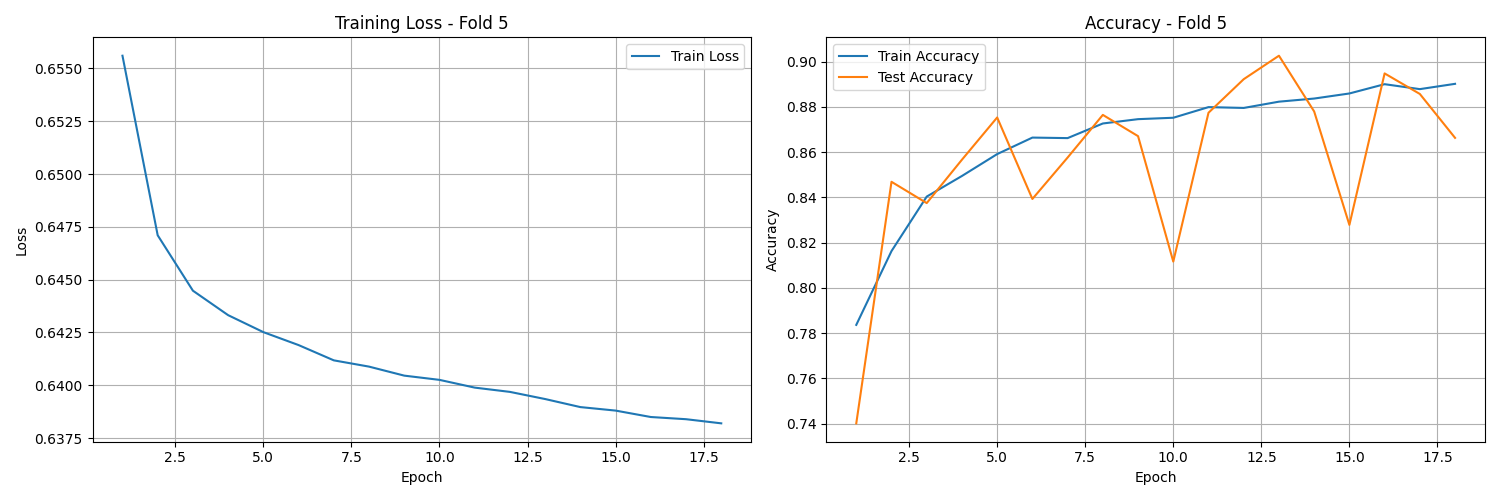 Training Loss - Fold 5
Train Loss
0.6550
0.6525
0.6500
0.6475
0.6450
0.6425
0.6400
0.6375
Loss
2.5 5.0 7.5 10.0 12.5 15.0 17.5
Epoch
Accuracy - Fold 5
Train Accuracy
Test Accuracy
0.90
0.88
0.86
0.84
0.82
0.80
0.78
0.76
0.74
Accuracy
2.5 5.0 7.5 10.0 12.5 15.0 17.5
Epoch